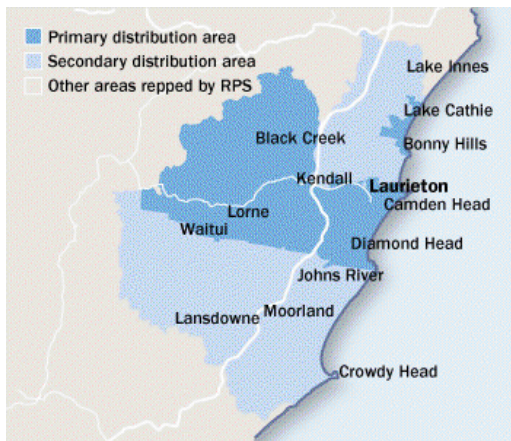 Primary distribution area
Secondary distribution area
Other areas repped by RPS
Lake Innes
Lake Cathie
Black Creek
Bonny Hills
Kendall
Laurieton
Camden Head
Lorne
Waitui
Diamond Head
Johns River
Moorland
Lansdowne
Crowdy Head